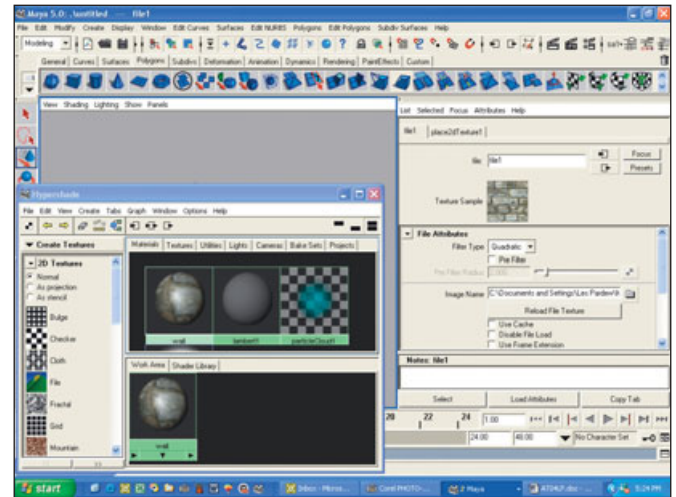 Maya 5.0: .\untitled --- file1
File Edit Modify Create Display Window Edit Curves Surfaces Edit NURBS Polygons Edit Polygons Subdiv Surfaces Help
Modeling
General Curves Surfaces Polygons Subdivs Deformation Animation Dynamics Rendering PaintEffects Custom
View Shading Lighting Show Panels
List Selected Focus Attributes Help
file1 place2dTexture1
file: file1
Focus
Presets
Texture Sample
File Attributes
Filter Type Quadratic
Pre Filter
Pre Filter Radius
Image Name C:\Documents and Settings\Les Pardew\
Reload File Texture
Use Cache
Disable File Load
Use Frame Extension
Notes: file1
Select Load Attributes Copy Tab
Hypershade
File Edit View Create Tabs Graph Window Options Help
Create Textures
Materials Textures Utilities Lights Cameras Bake Sets Projects
2D Textures
Normal
As projection
As stencil
Bulge
Checker
Cloth
File
Fractal
Grid
Mountain
wall lambert1 particleCloud1
Work Area Shader Library
wall
20 22 24 1.00
24.00 48.00 No Character Set
start
Inbox - Micros...
Corel PHOTO-...
2 Maya
5:24 PM